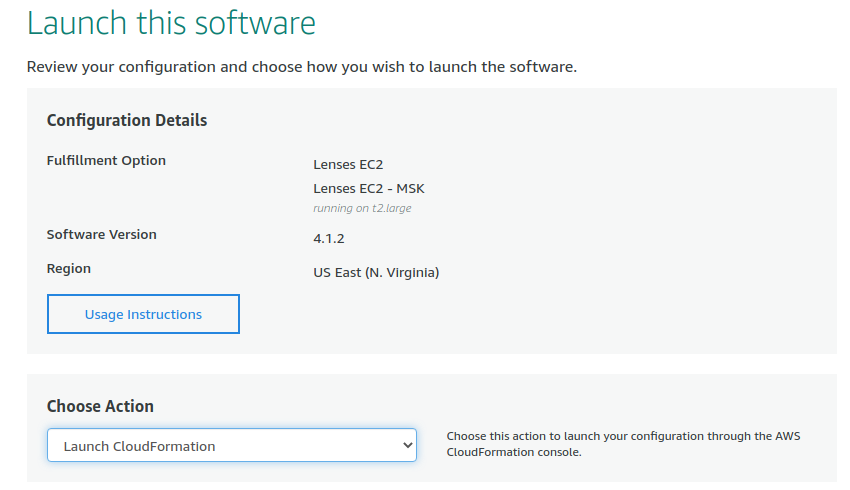 Launch this software
Review your configuration and choose how you wish to launch the software.
Configuration Details
Fulfillment Option
Lenses EC2
Lenses EC2 - MSK
running on t2.large
Software Version
4.1.2
Region
US East (N. Virginia)
Usage Instructions
Choose Action
Launch CloudFormation
Choose this action to launch your configuration through the AWS
CloudFormation console.